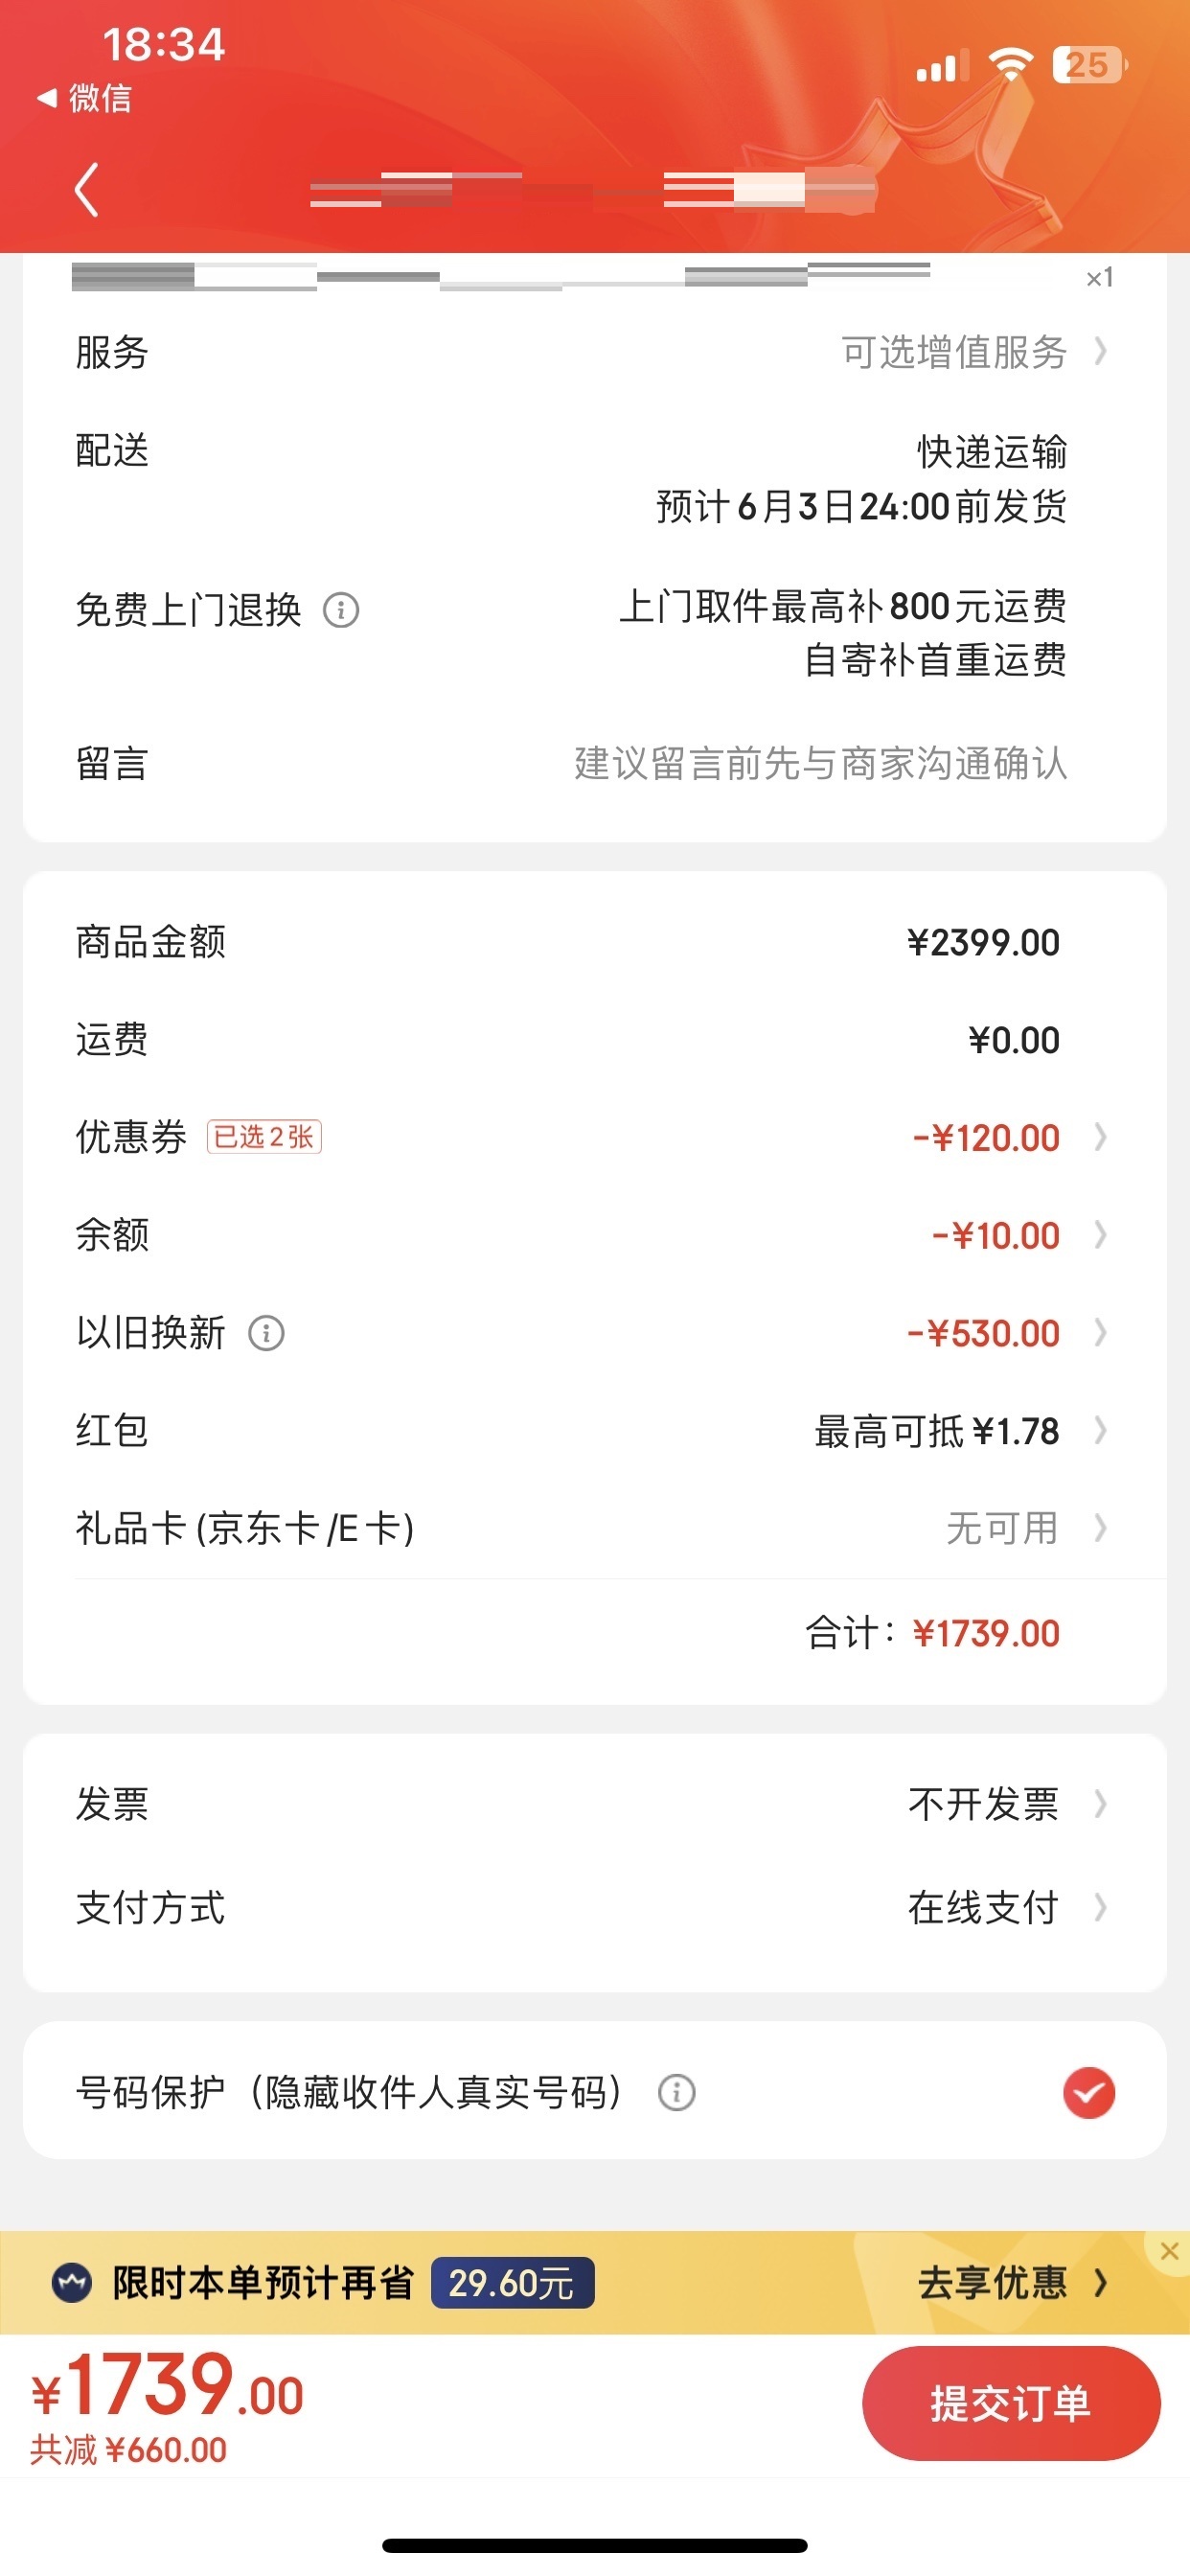 18:34
25
微信
×1
服务 可选增值服务
配送 快递运输
预计6月3日24:00前发货
免费上门退换 上门取件最高补800元运费
自寄补首重运费
留言 建议留言前先与商家沟通确认
商品金额 ¥2399.00
运费 ¥0.00
优惠券 已选2张 -¥120.00
余额 -¥10.00
以旧换新 -¥530.00
红包 最高可抵¥1.78
礼品卡(京东卡/E卡) 无可用
合计：¥1739.00
发票 不开发票
支付方式 在线支付
号码保护（隐藏收件人真实号码）
限时本单预计再省 29.60元 去享优惠
¥1739.00
共减¥660.00
提交订单